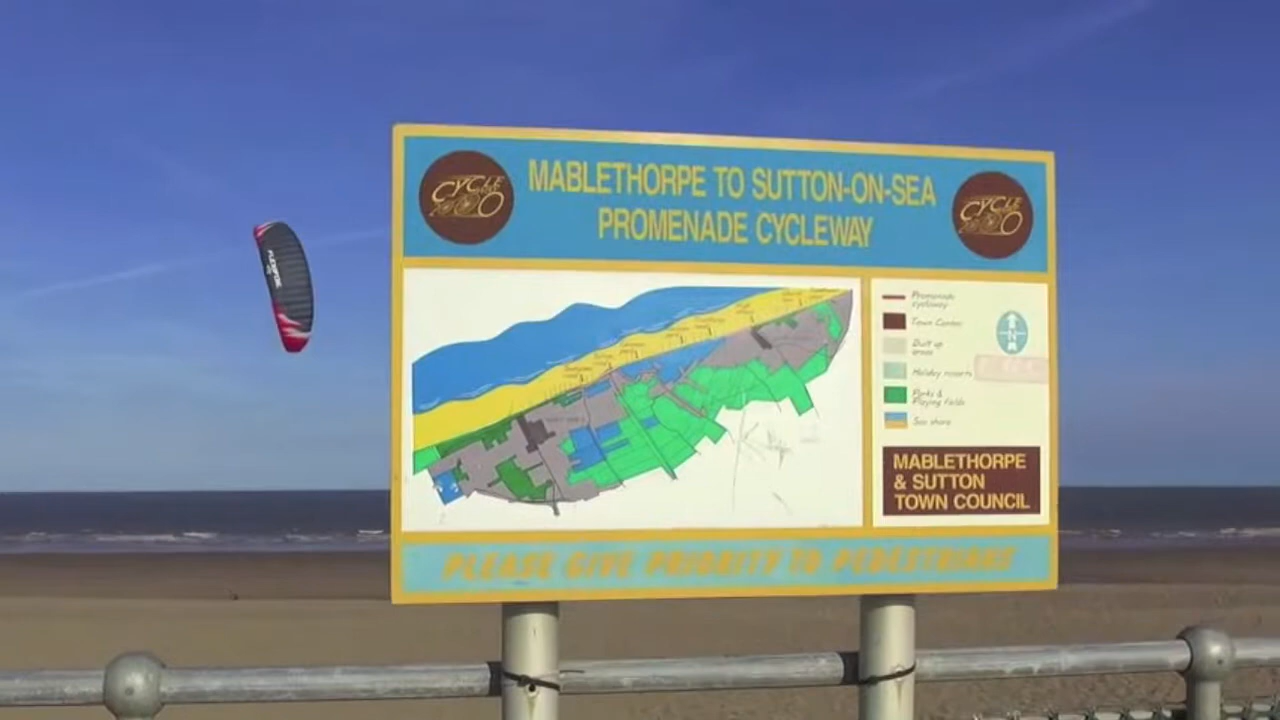 MABLETHORPE TO SUTTON-ON-SEA
PROMENADE CYCLEWAY
CYCLE
CYCLE
Promenade
cycleway
Town Center
Built up
areas
Holiday resorts
Parks &
Playing fields
Sea shore
N
MABLETHORPE
& SUTTON
TOWN COUNCIL
PLEASE GIVE PRIORITY TO PEDESTRIANS